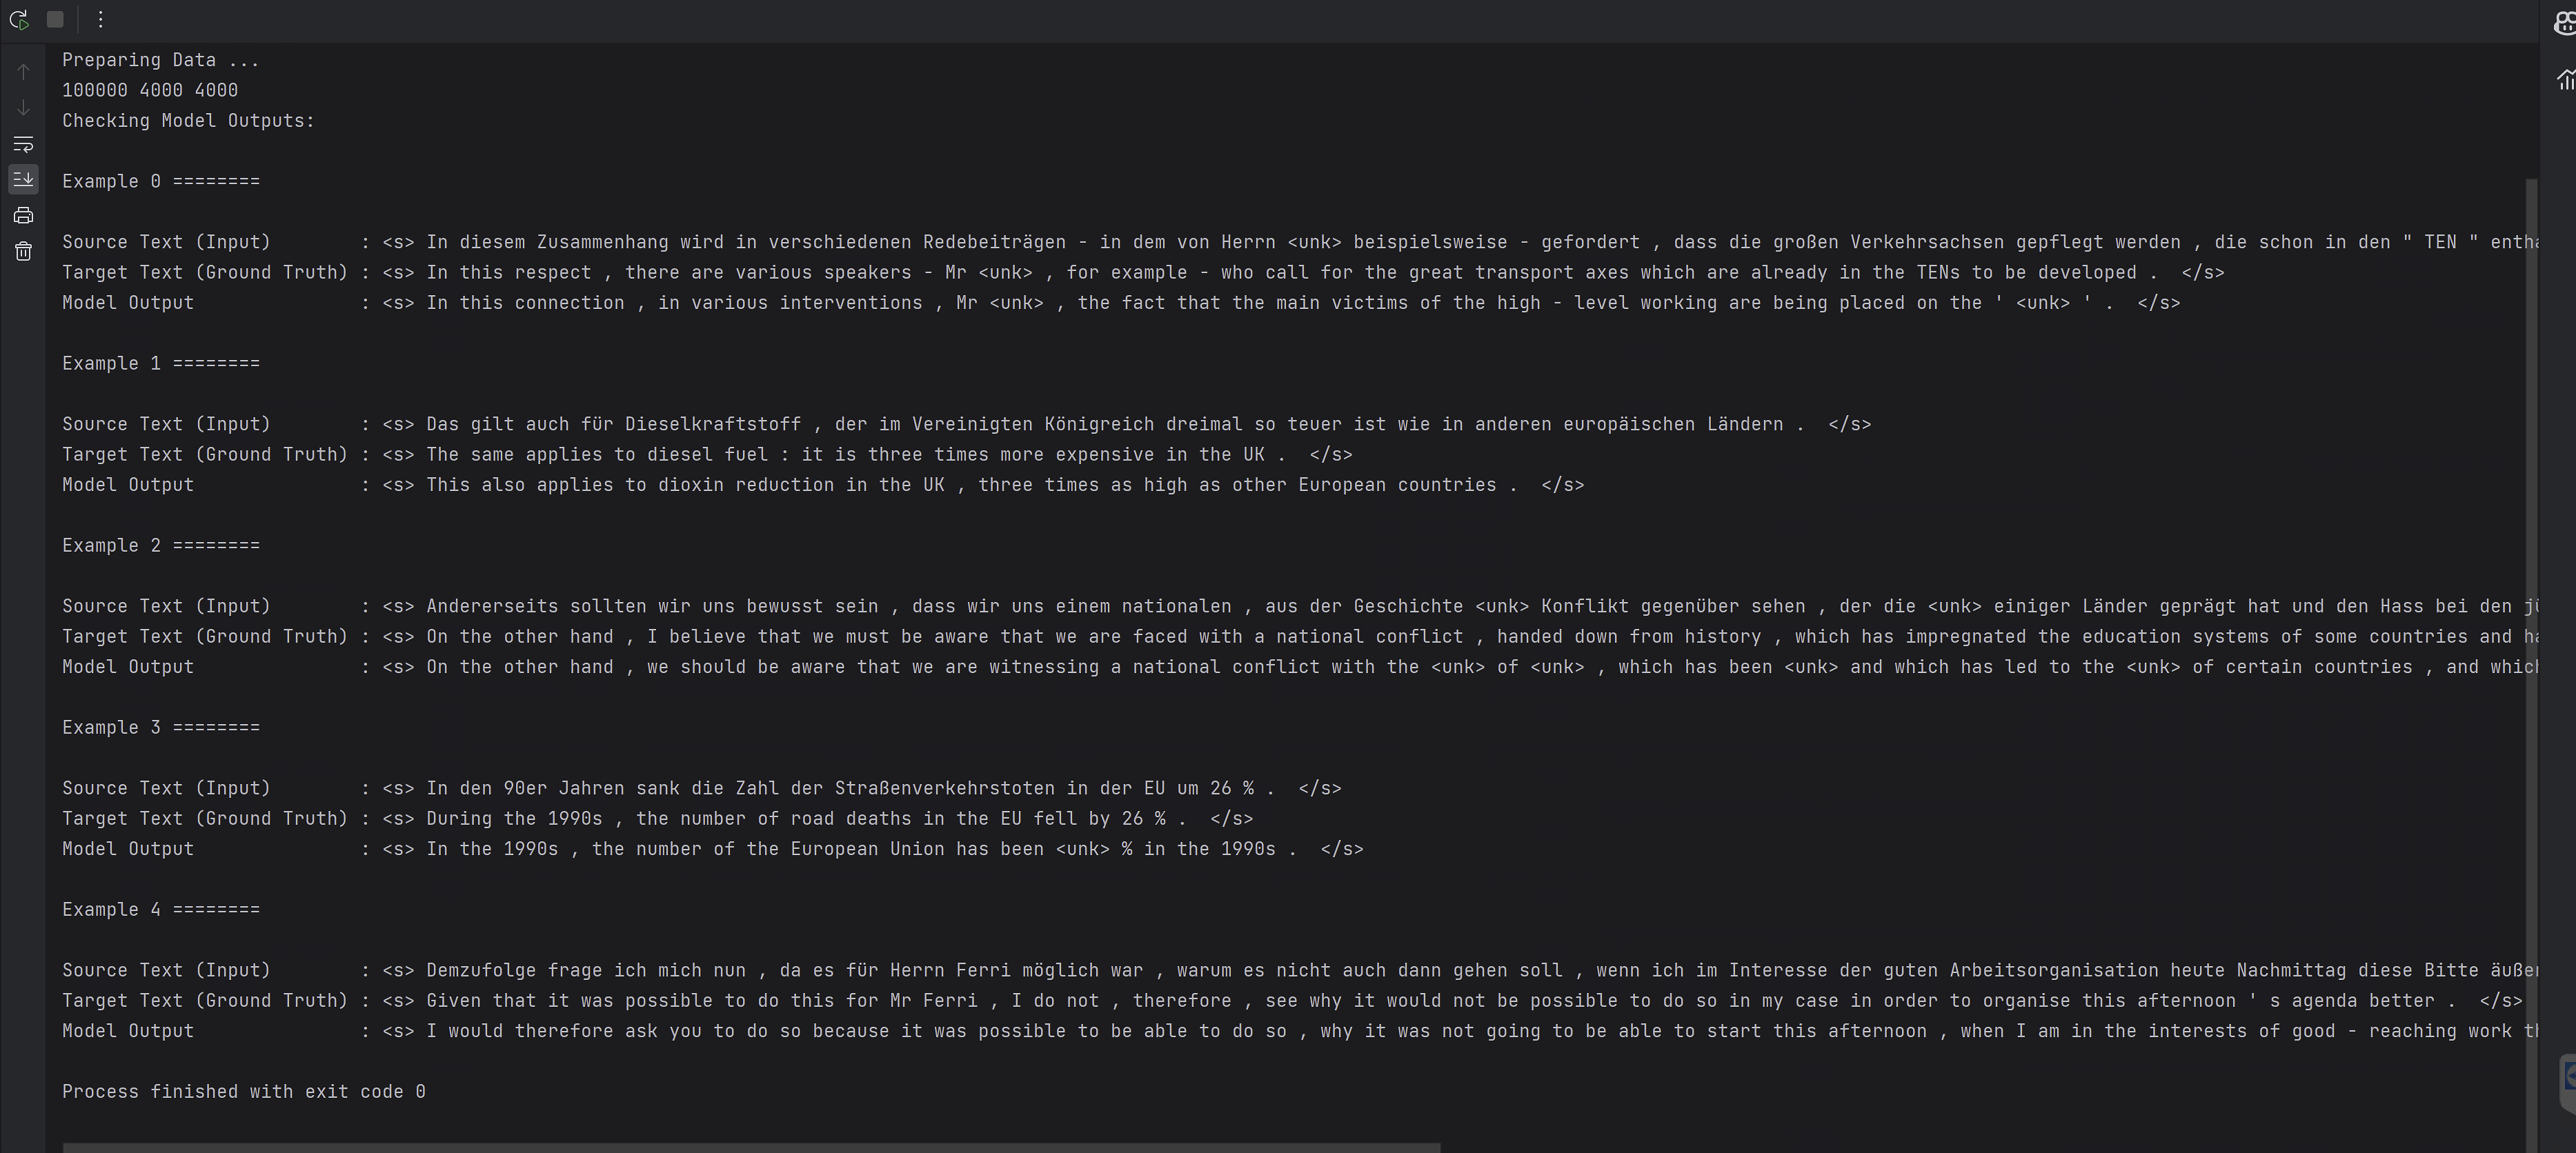 Preparing Data ...
100000 4000 4000
Checking Model Outputs:
Example 0 ========
Source Text (Input)        : <s> In diesem Zusammenhang wird in verschiedenen Redebeiträgen - in dem von Herrn <unk> beispielsweise - gefordert , dass die großen Verkehrsachsen gepflegt werden , die schon in den " TEN "
Target Text (Ground Truth) : <s> In this respect , there are various speakers - Mr <unk> , for example - who call for the great transport axes which are already in the TENs to be developed .  </s>
Model Output               : <s> In this connection , in various interventions , Mr <unk> , the fact that the main victims of the high - level working are being placed on the ' <unk> ' .  </s>
Example 1 ========
Source Text (Input)        : <s> Das gilt auch für Dieselkraftstoff , der im Vereinigten Königreich dreimal so teuer ist wie in anderen europäischen Ländern .  </s>
Target Text (Ground Truth) : <s> The same applies to diesel fuel : it is three times more expensive in the UK .  </s>
Model Output               : <s> This also applies to dioxin reduction in the UK , three times as high as other European countries .  </s>
Example 2 ========
Source Text (Input)        : <s> Andererseits sollten wir uns bewusst sein , dass wir uns einem nationalen , aus der Geschichte <unk> Konflikt gegenüber sehen , der die <unk> einiger Länder geprägt hat und den Hass bei den
Target Text (Ground Truth) : <s> On the other hand , I believe that we must be aware that we are faced with a national conflict , handed down from history , which has impregnated the education systems of some countries and
Model Output               : <s> On the other hand , we should be aware that we are witnessing a national conflict with the <unk> of <unk> , which has been <unk> and which has led to the <unk> of certain countries , and
Example 3 ========
Source Text (Input)        : <s> In den 90er Jahren sank die Zahl der Straßenverkehrstoten in der EU um 26 % .  </s>
Target Text (Ground Truth) : <s> During the 1990s , the number of road deaths in the EU fell by 26 % .  </s>
Model Output               : <s> In the 1990s , the number of the European Union has been <unk> % in the 1990s .  </s>
Example 4 ========
Source Text (Input)        : <s> Demzufolge frage ich mich nun , da es für Herrn Ferri möglich war , warum es nicht auch dann gehen soll , wenn ich im Interesse der guten Arbeitsorganisation heute Nachmittag diese Bitte
Target Text (Ground Truth) : <s> Given that it was possible to do this for Mr Ferri , I do not , therefore , see why it would not be possible to do so in my case in order to organise this afternoon ' s agenda better .  </s>
Model Output               : <s> I would therefore ask you to do so because it was possible to be able to do so , why it was not going to be able to start this afternoon , when I am in the interests of good - reaching work
Process finished with exit code 0